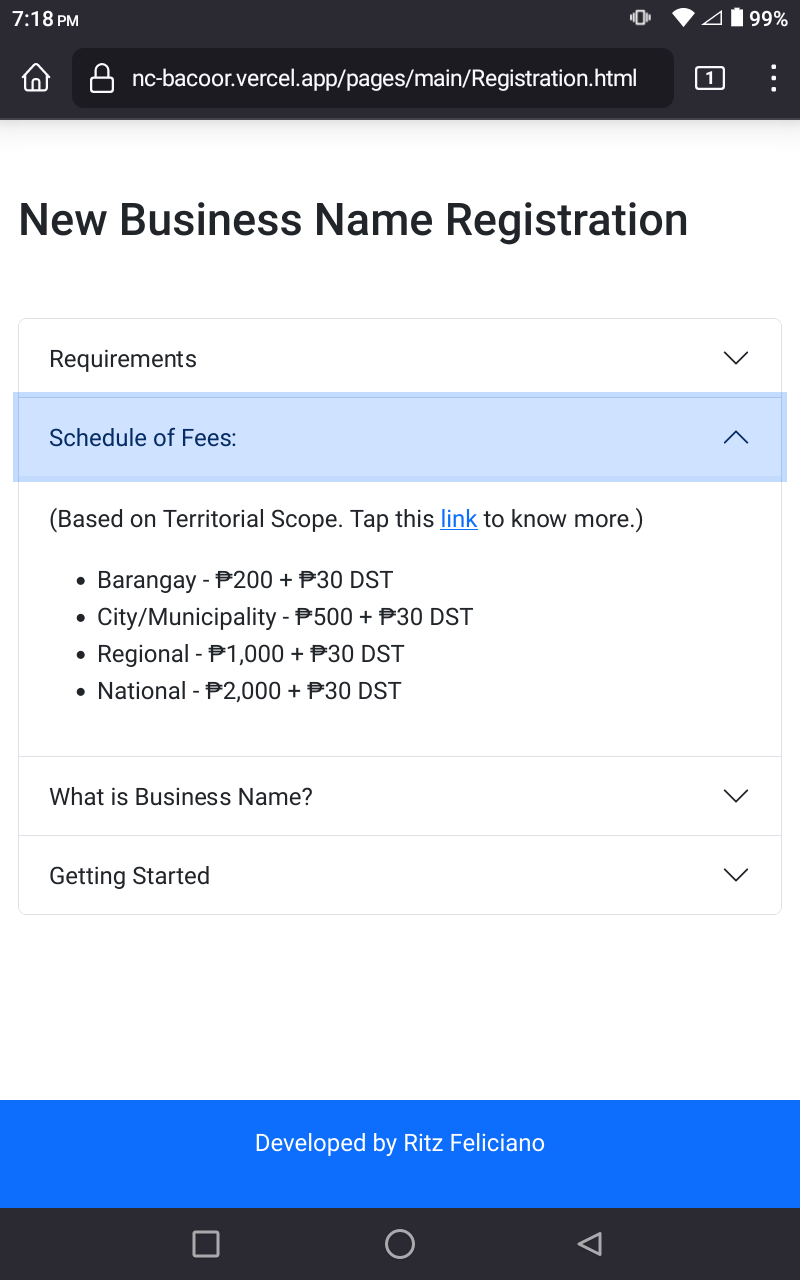 7:18 PM
99%
nc-bacoor.vercel.app/pages/main/Registration.html
1
New Business Name Registration
Requirements
Schedule of Fees:
(Based on Territorial Scope. Tap this link to know more.)
• Barangay - ₱200 + ₱30 DST
• City/Municipality - ₱500 + ₱30 DST
• Regional - ₱1,000 + ₱30 DST
• National - ₱2,000 + ₱30 DST
What is Business Name?
Getting Started
Developed by Ritz Feliciano